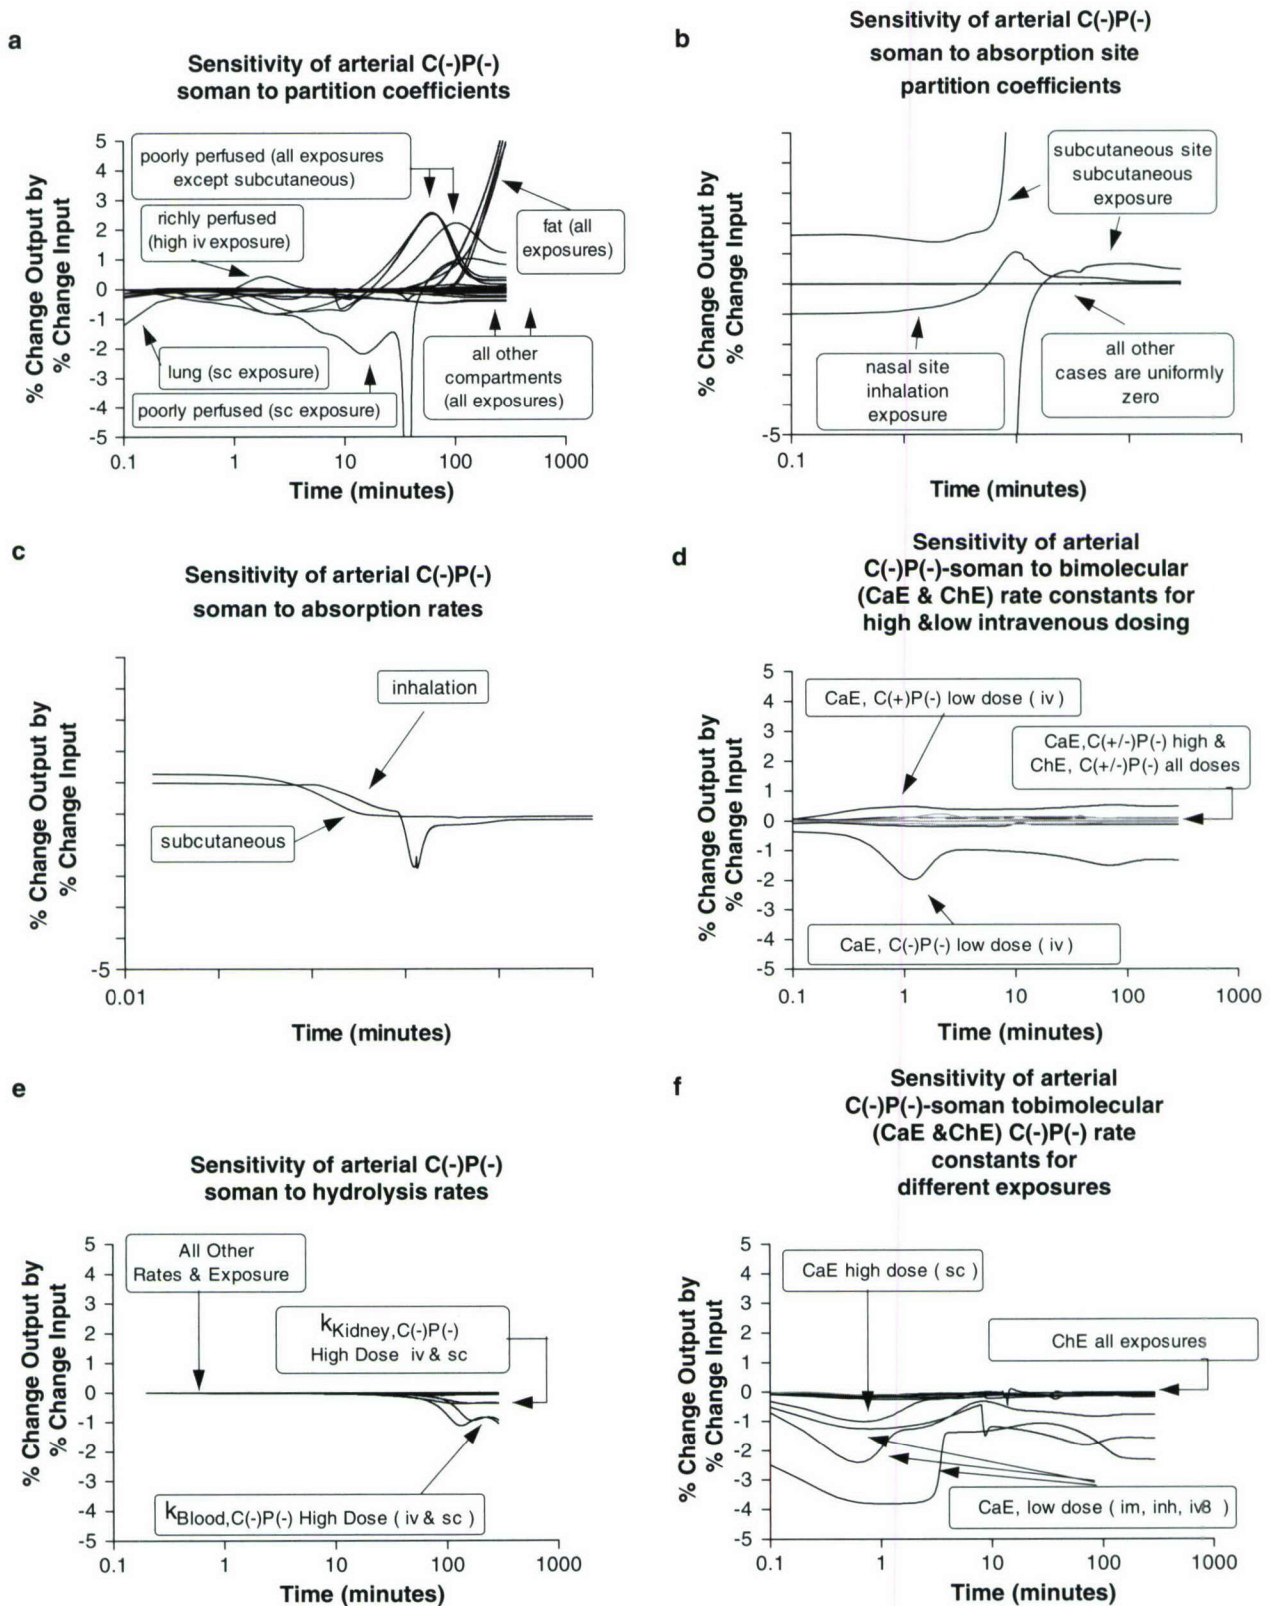 a
Sensitivity of arterial C(-)P(-)
soman to partition coefficients
% Change Output by
% Change Input
5
4
3
2
1
0
-1
-2
-3
-4
-5
poorly perfused (all exposures
except subcutaneous)
richly perfused
(high iv exposure)
fat (all
exposures)
lung (sc exposure)
poorly perfused (sc exposure)
all other
compartments
(all exposures)
0.1
1
10
100
1000
Time (minutes)
b
Sensitivity of arterial C(-)P(-)
soman to absorption site
partition coefficients
% Change Output by
% Change Input
subcutaneous site
subcutaneous
exposure
nasal site
inhalation
exposure
all other
cases are uniformly
zero
-5
0.1
Time (minutes)
c
Sensitivity of arterial C(-)P(-)
soman to absorption rates
% Change Output by
% Change Input
inhalation
subcutaneous
-5
0.01
Time (minutes)
d
Sensitivity of arterial
C(-)P(-)-soman to bimolecular
(CaE & ChE) rate constants for
high &low intravenous dosing
% Change Output by
% Change Input
5
4
3
2
1
0
-1
-2
-3
-4
-5
CaE, C(+)P(-) low dose ( iv )
CaE,C(+/-)P(-) high &
ChE, C(+/-)P(-) all doses
CaE, C(-)P(-) low dose ( iv )
0.1
1
10
100
1000
Time (minutes)
e
Sensitivity of arterial C(-)P(-)
soman to hydrolysis rates
% Change Output by
% Change Input
5
4
3
2
1
0
-1
-2
-3
-4
-5
All Other
Rates & Exposure
kKidney,C(-)P(-)
High Dose iv & sc
kBlood,C(-)P(-) High Dose ( iv & sc )
0.1
1
10
100
1000
Time (minutes)
f
Sensitivity of arterial
C(-)P(-)-soman tobimolecular
(CaE &ChE) C(-)P(-) rate
constants for
different exposures
% Change Output by
% Change Input
5
4
3
2
1
0
-1
-2
-3
-4
-5
CaE high dose ( sc )
ChE all exposures
CaE, low dose ( im, inh, iv8 )
0.1
1
10
100
1000
Time (minutes)